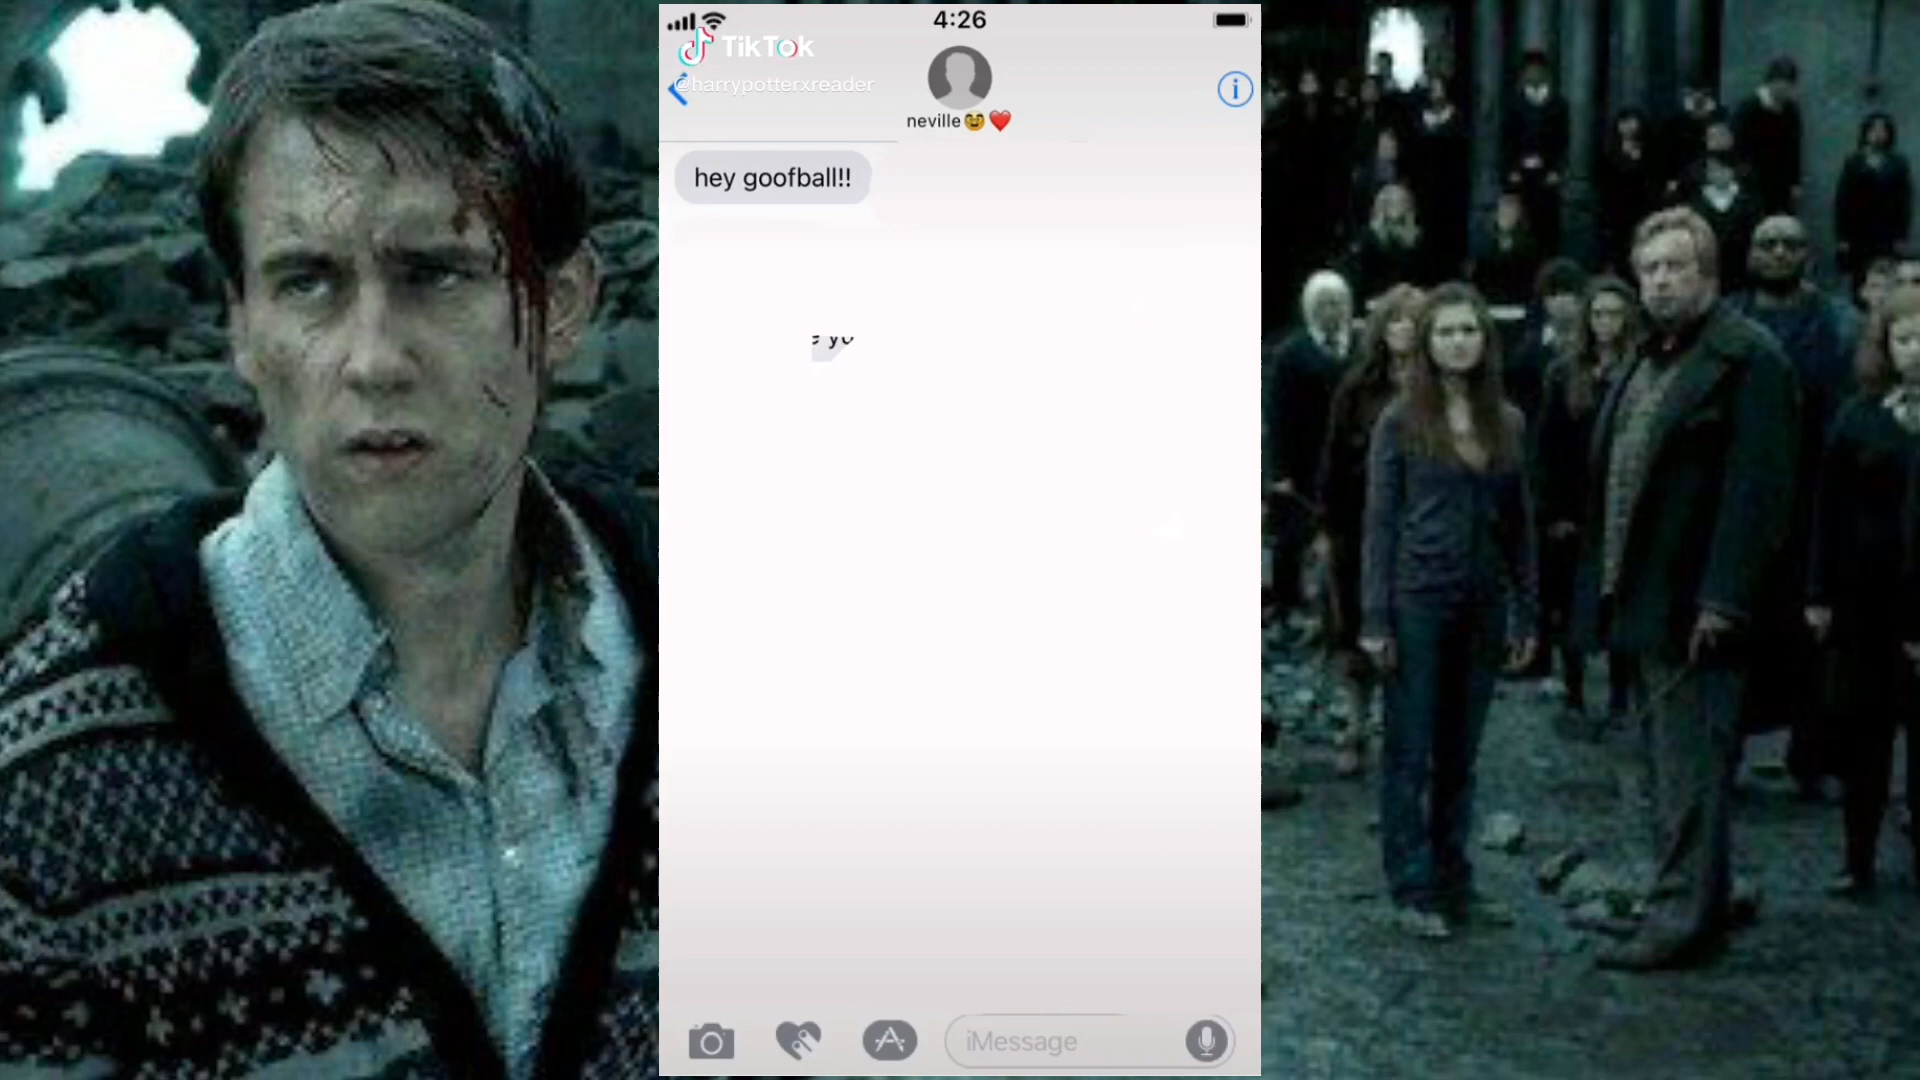 4:26
TikTok
@harrypotterxreader
neville🥸❤️
hey goofball!!
iMessage